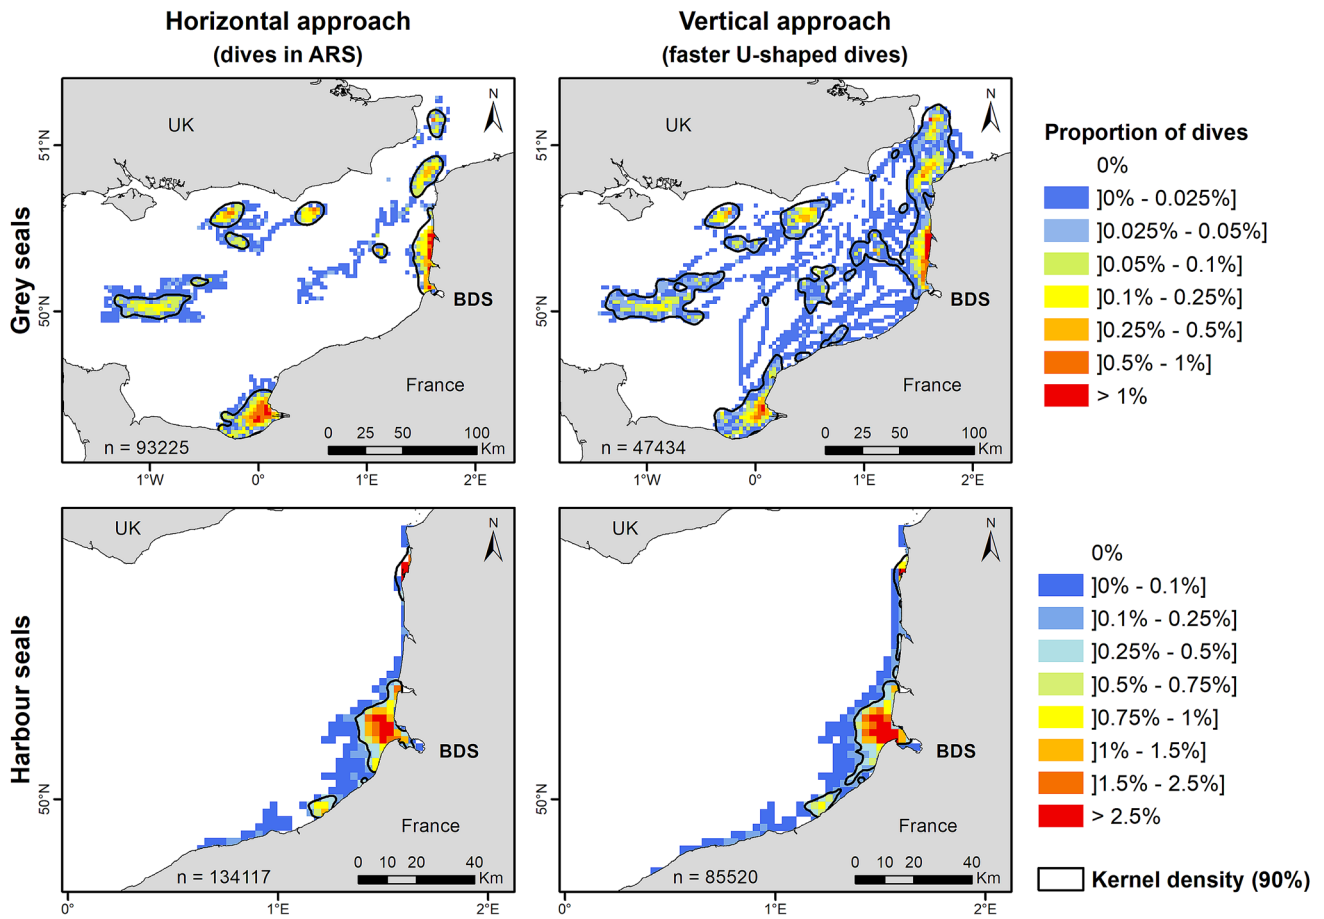 Horizontal approach
(dives in ARS)
Vertical approach
(faster U-shaped dives)
Grey seals
51°N
50°N
UK
N
BDS
France
n = 93225
0 25 50 100
Km
1°W 0° 1°E 2°E
51°N
50°N
UK
N
BDS
France
n = 47434
0 25 50 100
Km
1°W 0° 1°E 2°E
Proportion of dives
0%
]0% - 0.025%]
]0.025% - 0.05%]
]0.05% - 0.1%]
]0.1% - 0.25%]
]0.25% - 0.5%]
]0.5% - 1%]
> 1%
Harbour seals
50°N
UK
N
BDS
France
n = 134117
0 10 20 40
Km
0° 1°E 2°E
50°N
UK
N
BDS
France
n = 85520
0 10 20 40
Km
0° 1°E 2°E
0%
]0% - 0.1%]
]0.1% - 0.25%]
]0.25% - 0.5%]
]0.5% - 0.75%]
]0.75% - 1%]
]1% - 1.5%]
]1.5% - 2.5%]
> 2.5%
Kernel density (90%)